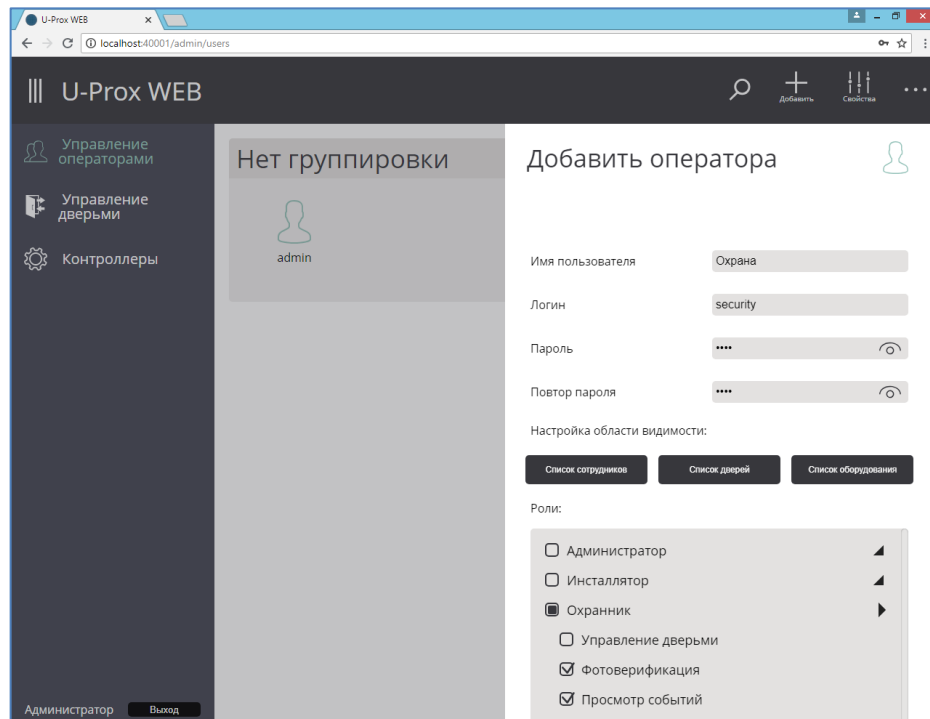 U-Prox WEB
localhost:40001/admin/users
U-Prox WEB
Добавить
Свойства
Управление
операторами
Управление
дверьми
Контроллеры
Администратор
Выход
Нет группировки
admin
Добавить оператора
Имя пользователя
Охрана
Логин
security
Пароль
••••
Повтор пароля
••••
Настройка области видимости:
Список сотрудников
Список дверей
Список оборудования
Роли:
Администратор
Инсталлятор
Охранник
Управление дверьми
Фотоверификация
Просмотр событий